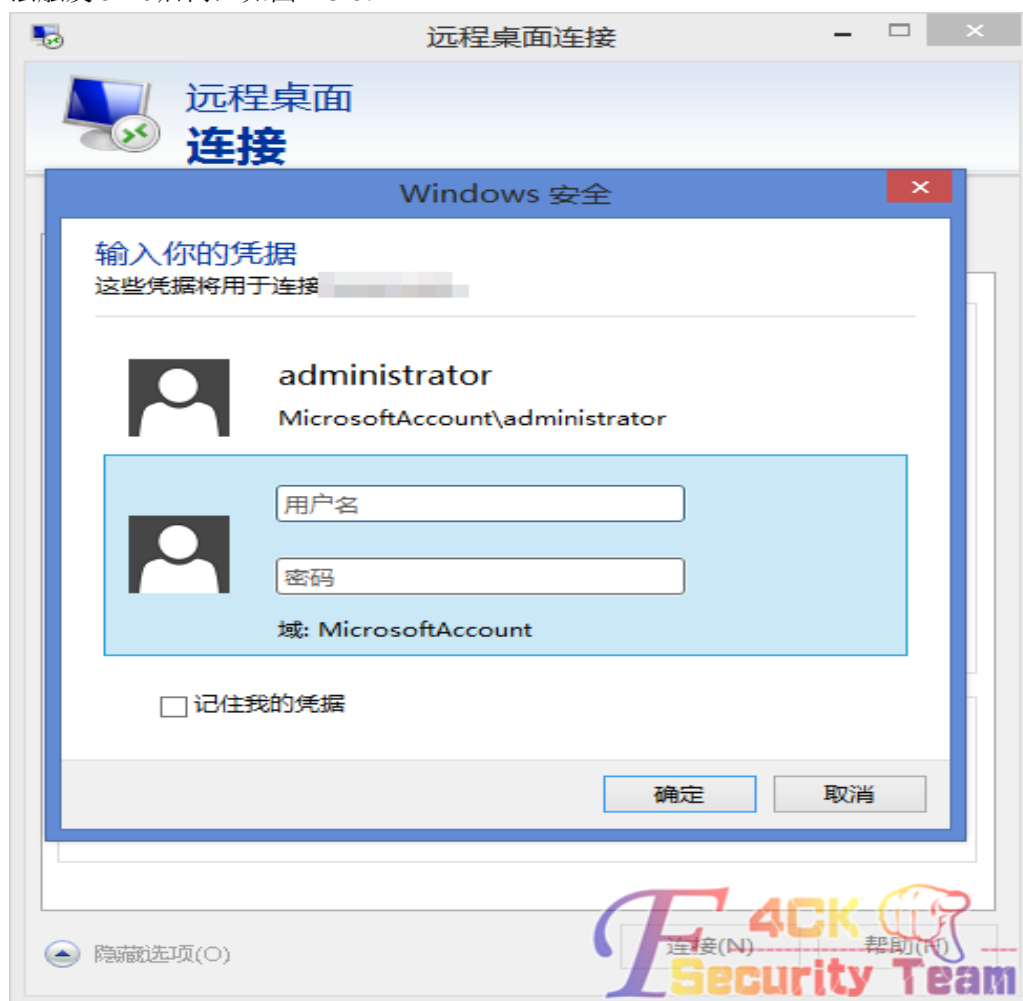 远程桌面连接
远程桌面
连接
Windows 安全
输入你的凭据
这些凭据将用于连接
administrator
MicrosoftAccount\administrator
用户名
密码
域: MicrosoftAccount
记住我的凭据
确定
取消
隐藏选项(O)
连接(N)
帮助(H)
F4CK
Security Team